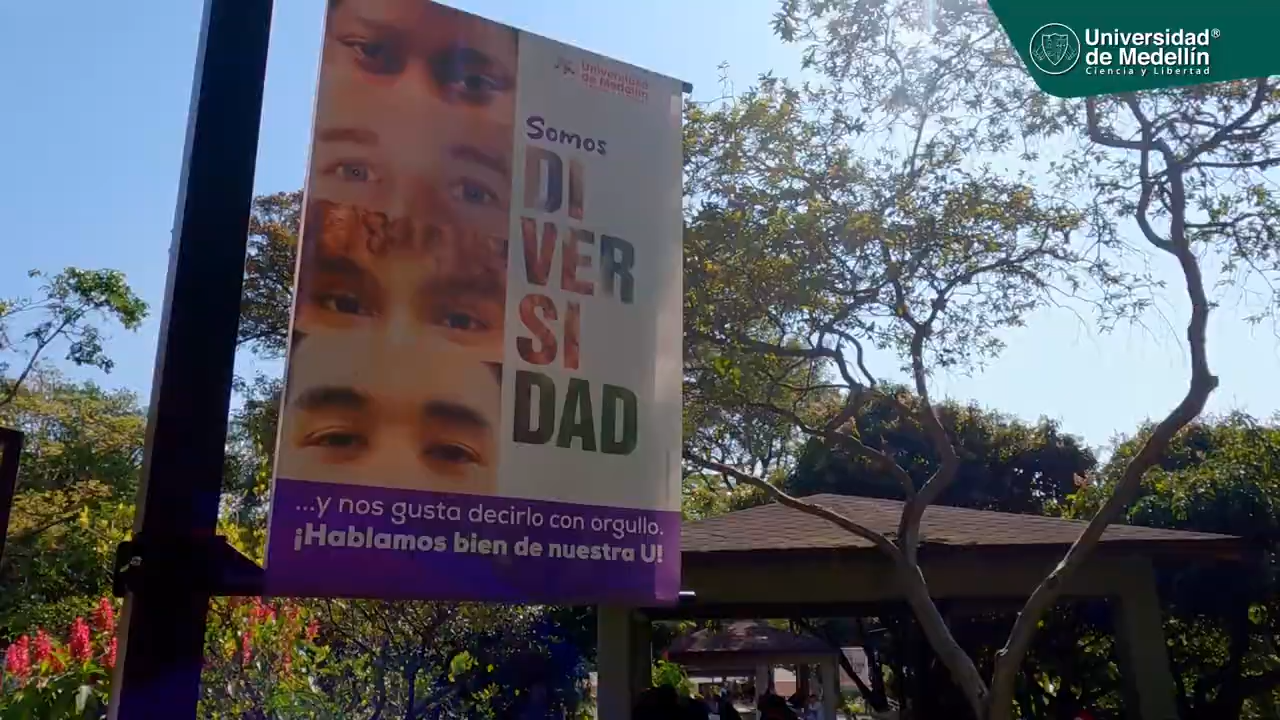 Universidad®
de Medellín
Ciencia y Libertad
Universidad
de Medellín
Somos
DI
VER
SI
DAD
...y nos gusta decirlo con orgullo.
¡Hablamos bien de nuestra U!